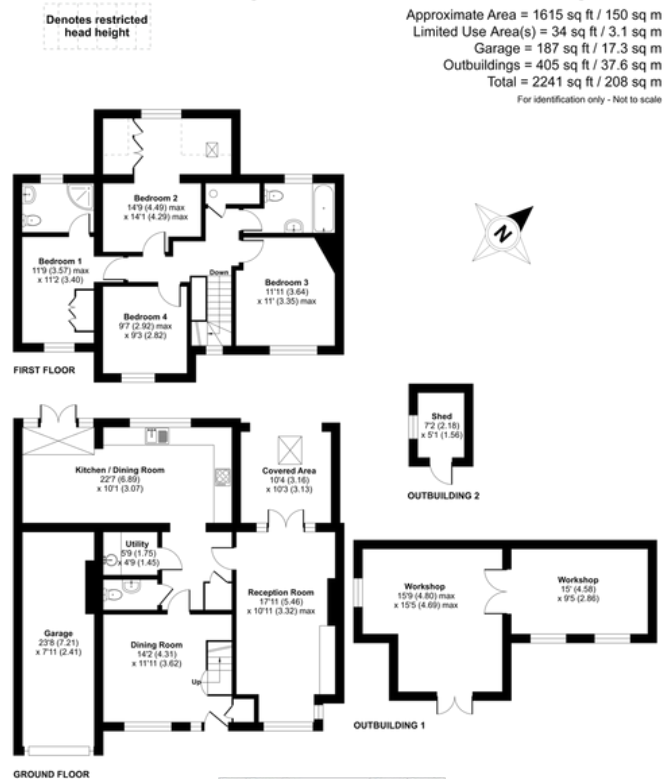 Denotes restricted
head height
Approximate Area = 1615 sq ft / 150 sq m
Limited Use Area(s) = 34 sq ft / 3.1 sq m
Garage = 187 sq ft / 17.3 sq m
Outbuildings = 405 sq ft / 37.6 sq m
Total = 2241 sq ft / 208 sq m
For identification only - Not to scale
Bedroom 2
14'9 (4.49) max
x 14'1 (4.29) max
Bedroom 1
11'9 (3.57) max
x 11'2 (3.40)
Down
Bedroom 3
11'11 (3.64)
x 11' (3.35) max
Bedroom 4
9'7 (2.92) max
x 9'3 (2.82)
N
FIRST FLOOR
Shed
7'2 (2.18)
x 5'1 (1.56)
OUTBUILDING 2
Kitchen / Dining Room
22'7 (6.89)
x 10'1 (3.07)
Covered Area
10'4 (3.16)
x 10'3 (3.13)
Utility
5'9 (1.75)
x 4'9 (1.45)
Reception Room
17'11 (5.46)
x 10'11 (3.32) max
Workshop
15'9 (4.80) max
x 15'5 (4.69) max
Workshop
15' (4.58)
x 9'5 (2.86)
Garage
23'8 (7.21)
x 7'11 (2.41)
Dining Room
14'2 (4.31)
x 11'11 (3.62)
Up
OUTBUILDING 1
GROUND FLOOR